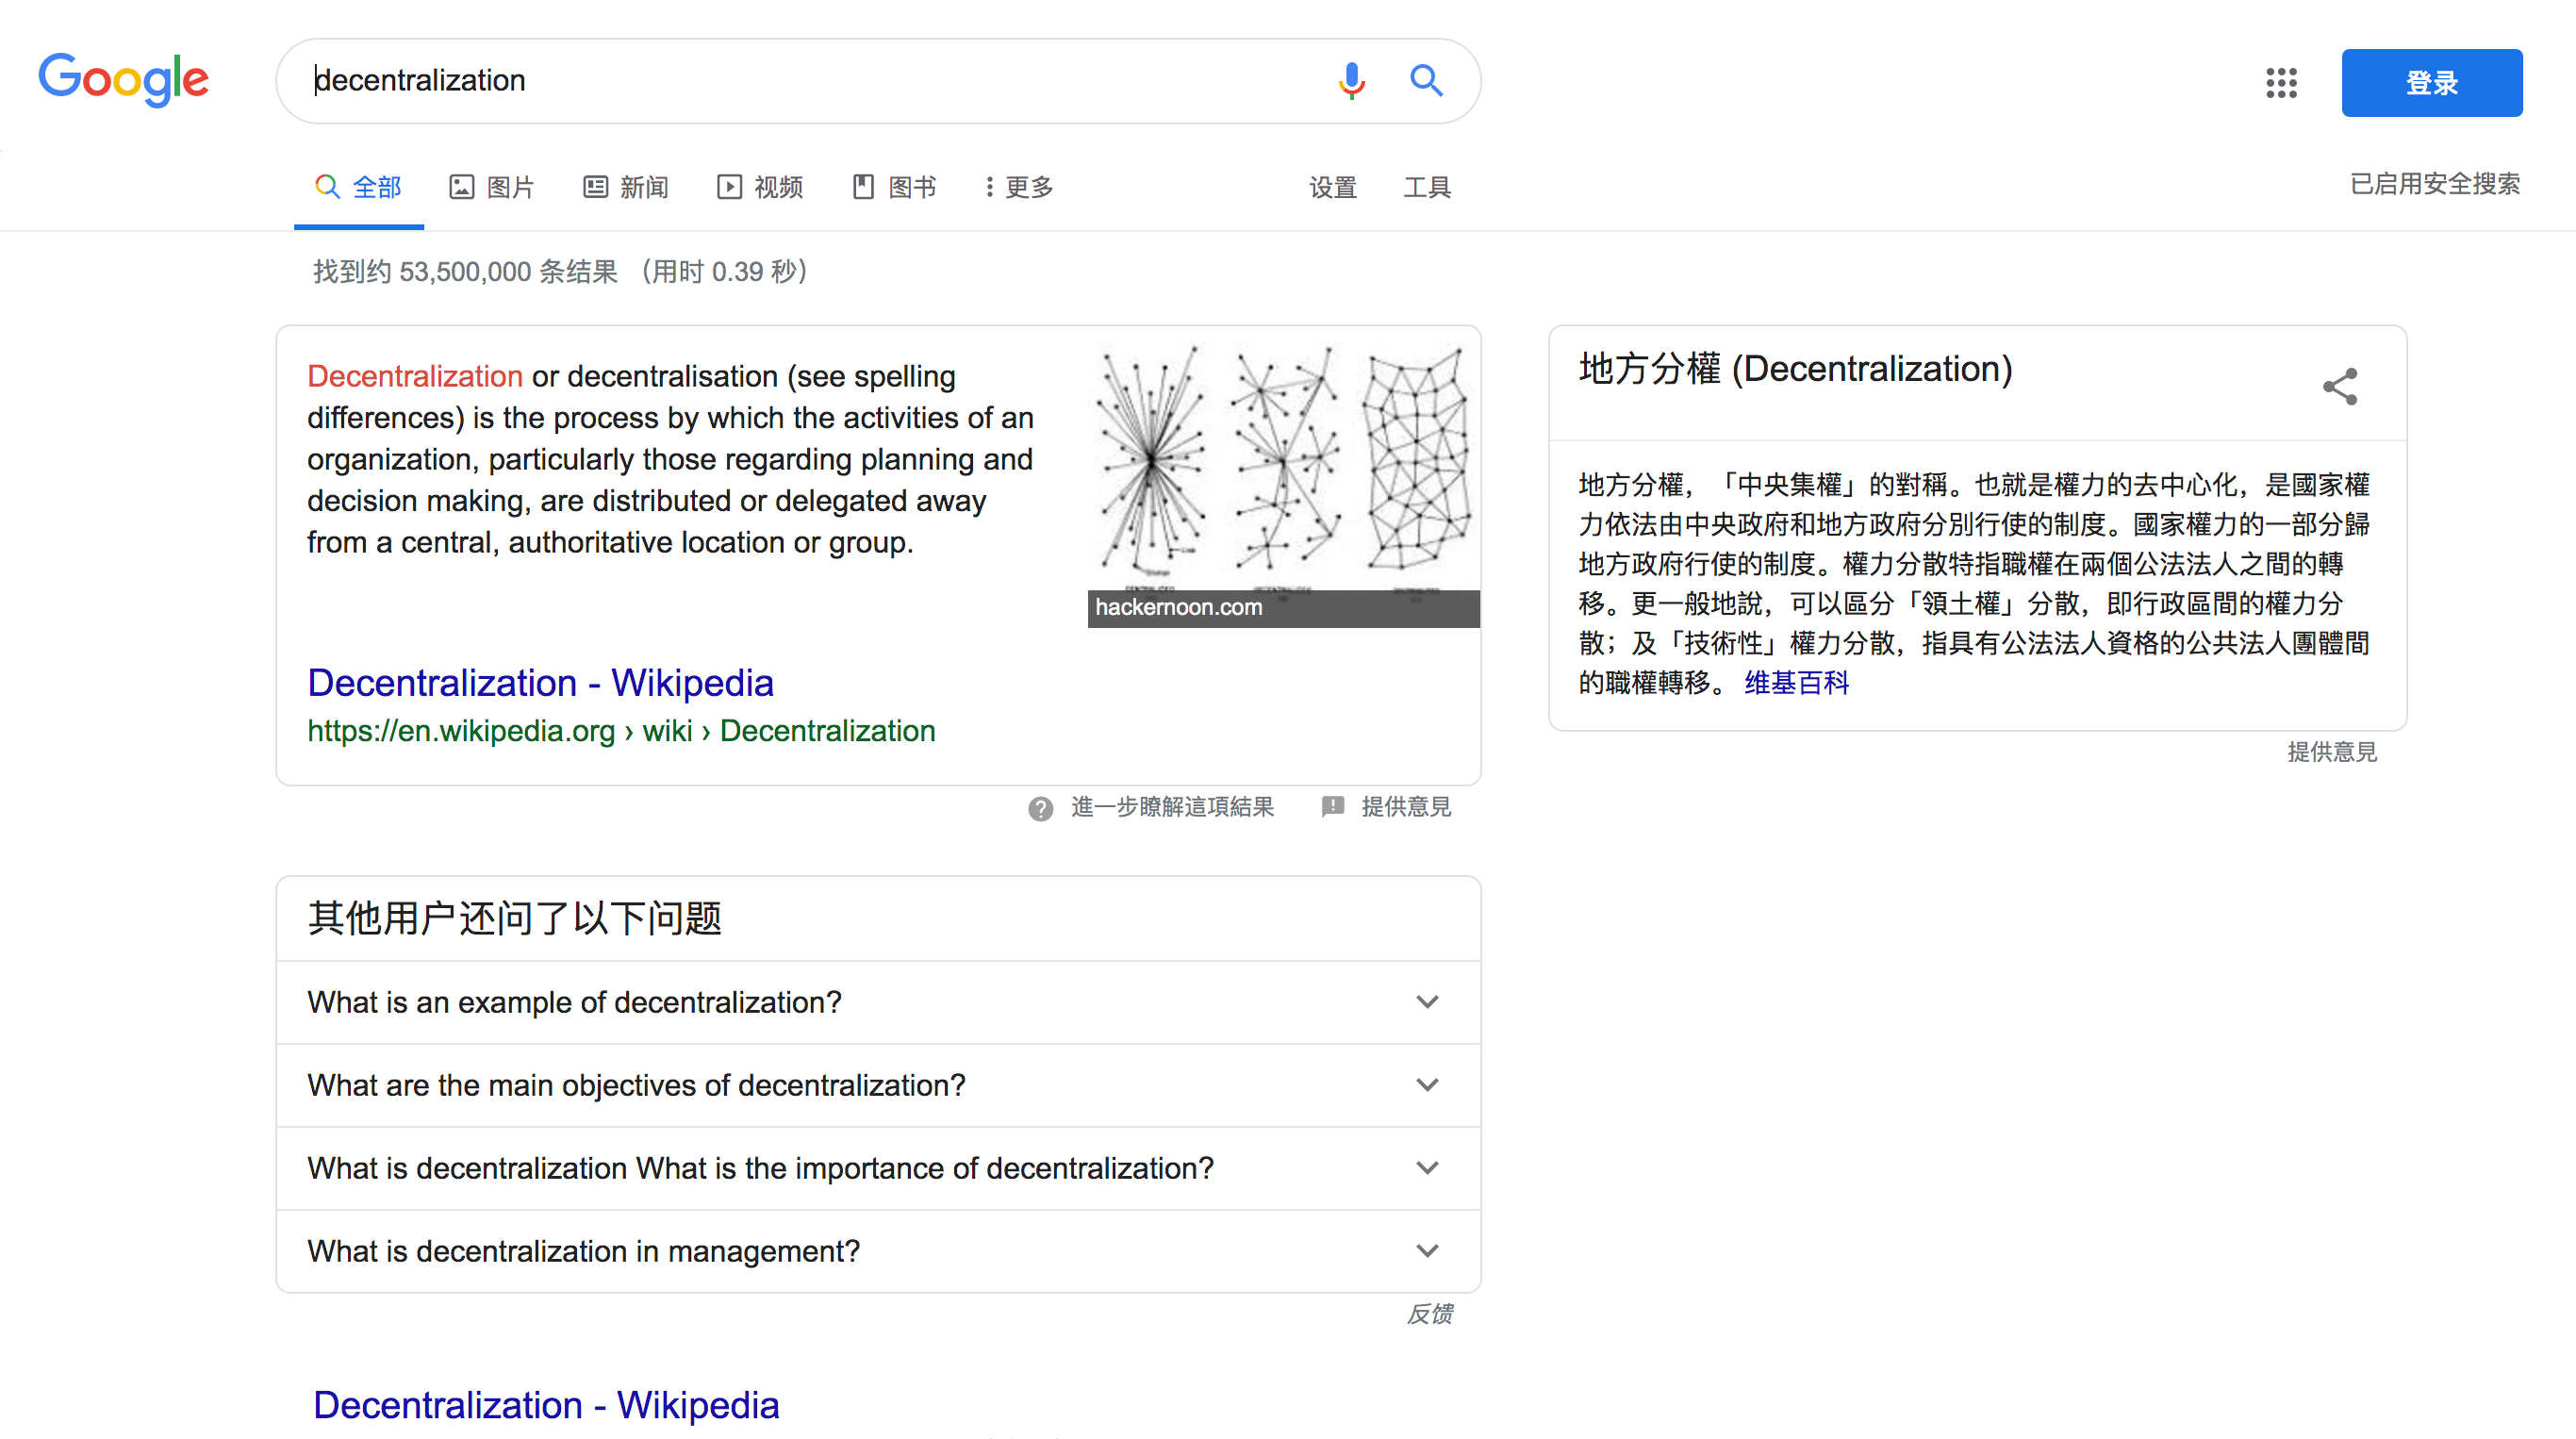 Google
decentralization
登录
全部
图片
新闻
视频
图书
更多
设置
工具
已启用安全搜索
找到约 53,500,000 条结果 （用时 0.39 秒）
Decentralization or decentralisation (see spelling
differences) is the process by which the activities of an
organization, particularly those regarding planning and
decision making, are distributed or delegated away
from a central, authoritative location or group.
hackernoon.com
Decentralization - Wikipedia
https://en.wikipedia.org › wiki › Decentralization
進一步瞭解這項結果
提供意見
地方分權 (Decentralization)
地方分權，「中央集權」的對稱。也就是權力的去中心化，是國家權
力依法由中央政府和地方政府分別行使的制度。國家權力的一部分歸
地方政府行使的制度。權力分散特指職權在兩個公法法人之間的轉
移。更一般地說，可以區分「領土權」分散，即行政區間的權力分
散；及「技術性」權力分散，指具有公法法人資格的公共法人團體間
的職權轉移。 维基百科
提供意見
其他用户还问了以下问题
What is an example of decentralization?
What are the main objectives of decentralization?
What is decentralization What is the importance of decentralization?
What is decentralization in management?
反馈
Decentralization - Wikipedia